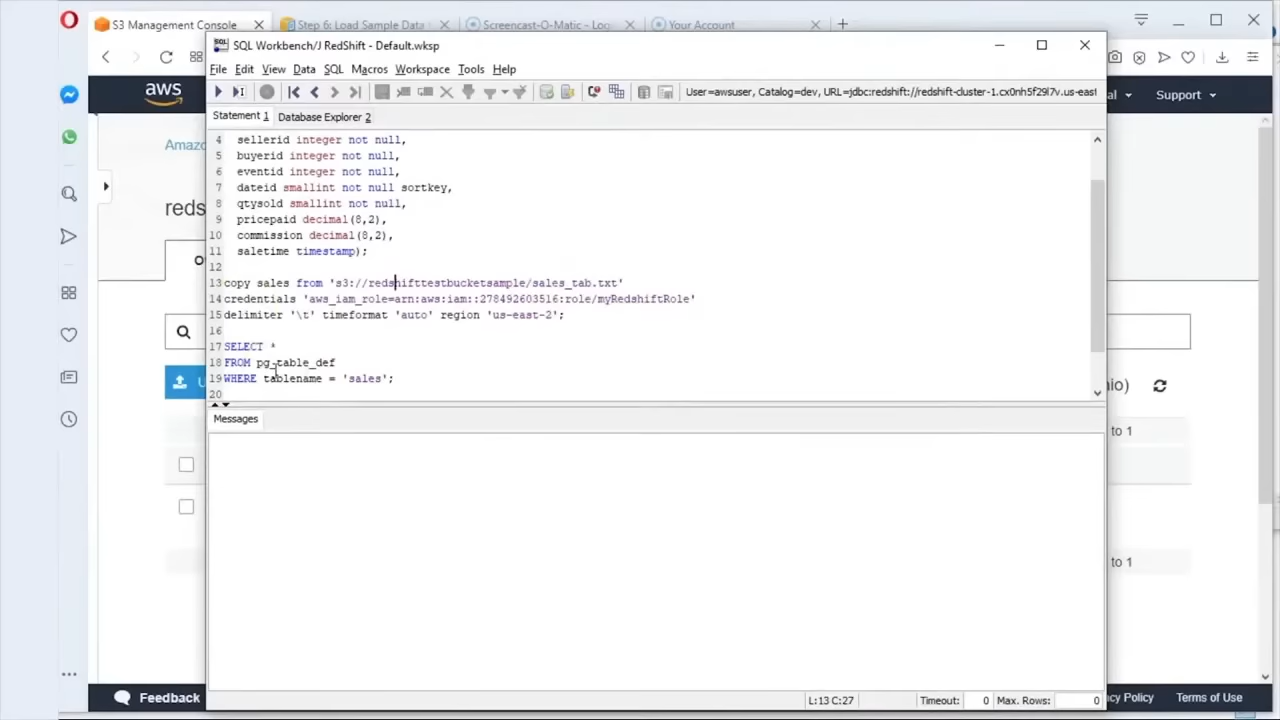 S3 Management Console
Step 6: Load Sample Data
Screencast-O-Matic - Log
Your Account
SQL Workbench/J RedShift - Default.wksp
File Edit View Data SQL Macros Workspace Tools Help
User=awsuser, Catalog=dev, URL=jdbc:redshift://redshift-cluster-1.cx0nh5f29l7v.us-east
aws
Support
Statement 1
Database Explorer 2
Amazo
reds
4 sellerid integer not null,
5 buyerid integer not null,
6 eventid integer not null,
7 dateid smallint not null sortkey,
8 qtysold smallint not null,
9 pricepaid decimal(8,2),
10 commission decimal(8,2),
11 saletime timestamp);
12
13 copy sales from 's3://redshifttestbucketsample/sales_tab.txt'
14 credentials 'aws_iam_role=arn:aws:iam::278492603516:role/myRedshiftRole'
15 delimiter '\t' timeformat 'auto' region 'us-east-2';
16
17 SELECT *
18 FROM pg_table_def
19 WHERE tablename = 'sales';
20
Messages
to 1
to 1
L:13 C:27
Timeout: 0
Max. Rows: 0
Feedback
Terms of Use